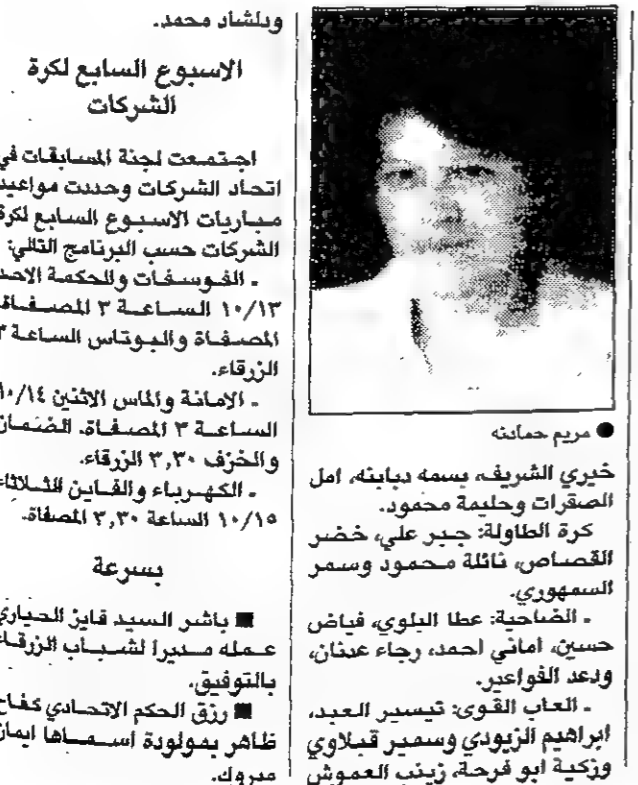 ● مريم حمادنه
خيري الشريف، بسمه دبابنه، امل
الصقرات وحليمة محمود.
كرة الطاولة: جبر علي، خضر
القصاص، نائلة محمود وسمر
السمهوري.
ـ الضاحية: عطا البلوي، فياض
حسين، اماني احمد، رجاء عدنان،
ودعد الفواعير.
ـ العاب القوى: تيسير العبد،
ابراهيم الزيودي وسمير قبلاوي
وزكية ابو فرحة، زينب العموش
ودلشاد محمد.
الاسبوع السابع لكرة
الشركات
اجتمعت لجنة المسابقات في
اتحاد الشركات وحددت مواعيد
مباريات الاسبوع السابع لكرة
الشركات حسب البرنامج التالي:
ـ الفوسفات والحكمة الاحد
١٠/١٣ الساعة ٣ المصفاة،
المصفاة والبوتاس الساعة ٣
الزرقاء.
ـ الامانة والماس الاثنين ١٠/١٤
الساعة ٣ المصفاة. الضمان
والخزف ٣,٣٠ الزرقاء.
ـ الكهرباء والفاين الثلاثاء
١٠/١٥ الساعة ٣,٣٠ المصفاة.
بسرعة
■ باشر السيد فايز الحياري
عمله مديرا لشباب الزرقاء
بالتوفيق.
■ رزق الحكم الاتحادي كفاح
ظاهر بمولودة اسماها ايمان
مبروك.